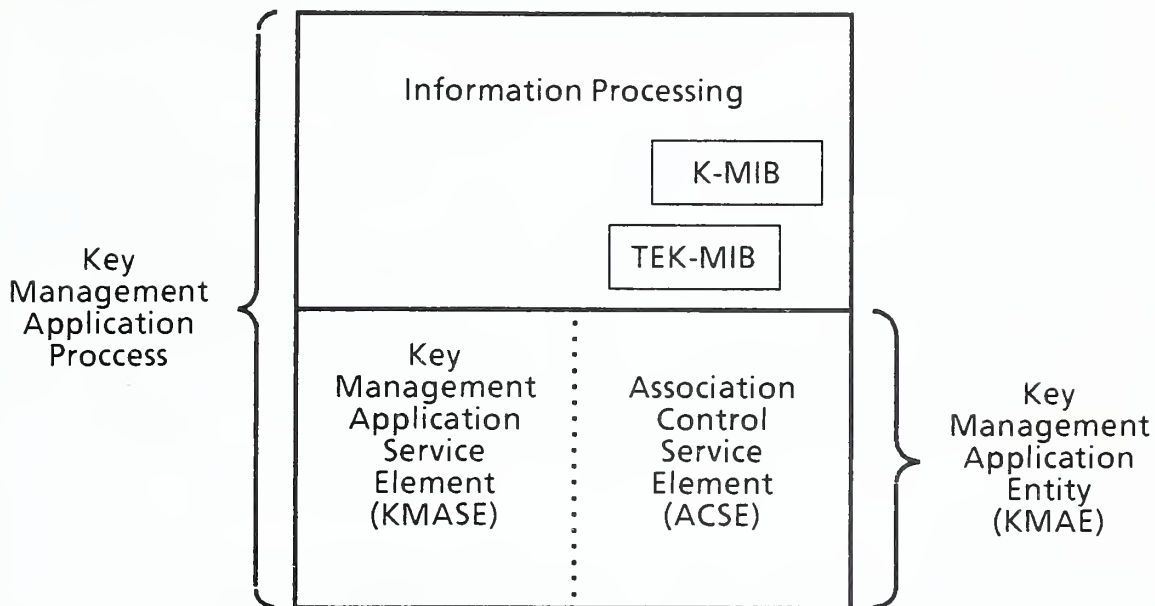 Information Processing
K-MIB
TEK-MIB
Key
Management
Application
Proccess
Key
Management
Application
Service
Element
(KMASE)
Association
Control
Service
Element
(ACSE)
Key
Management
Application
Entity
(KMAE)